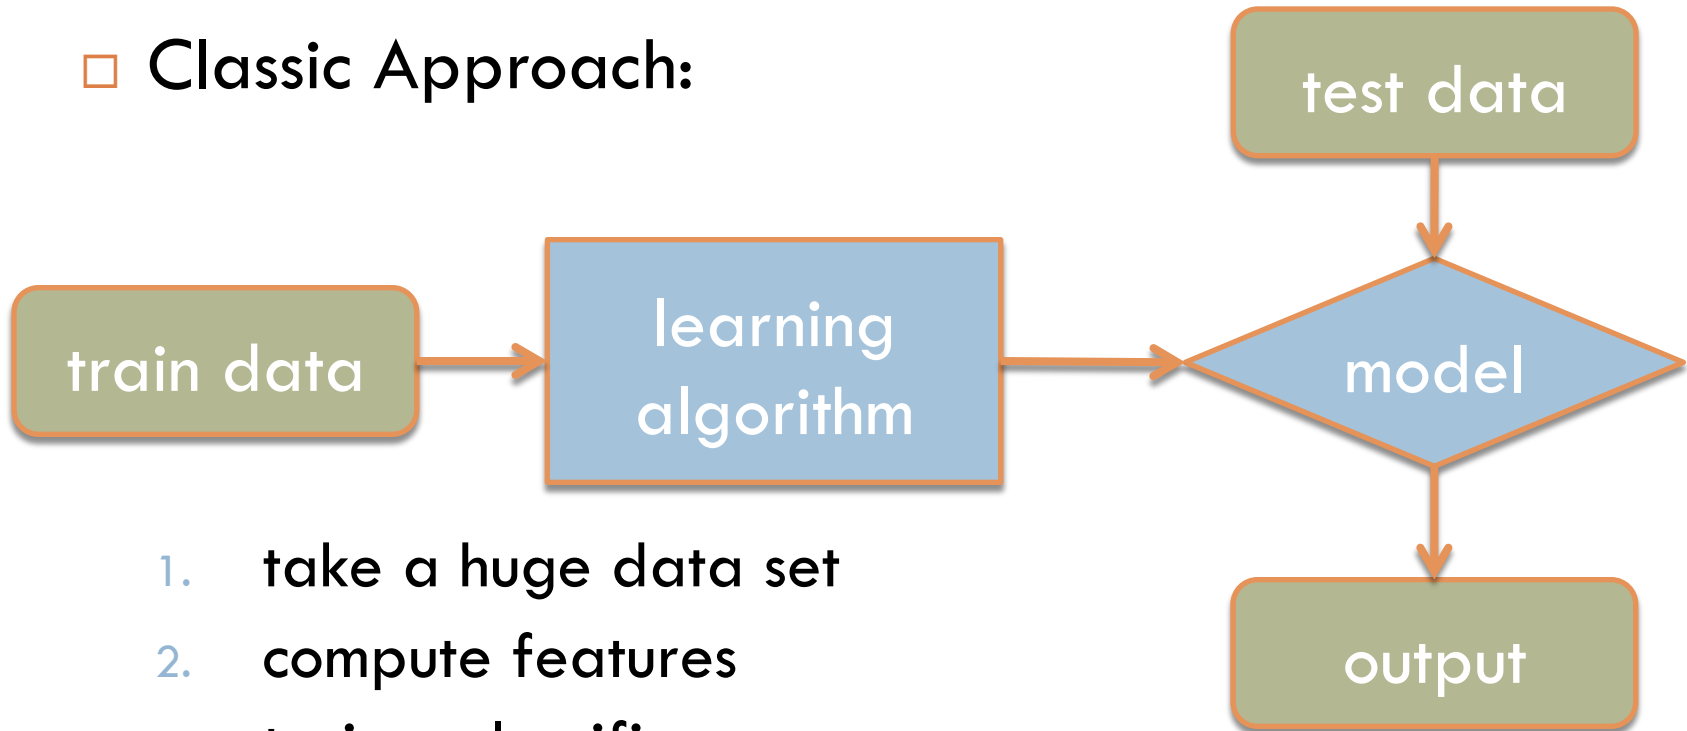 Classic Approach:
test data
train data
learning
algorithm
model
1. take a huge data set
2. compute features
output